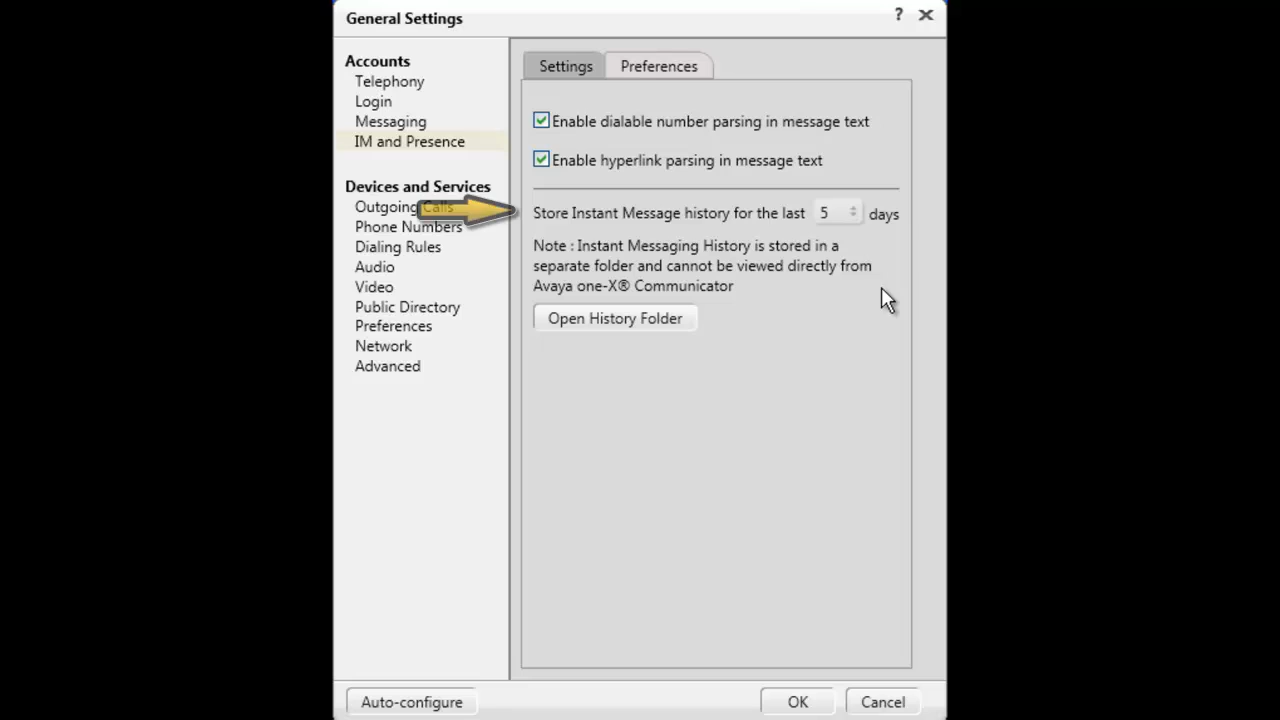 General Settings
?
Accounts
Telephony
Login
Messaging
IM and Presence
Devices and Services
Outgoing Calls
Phone Numbers
Dialing Rules
Audio
Video
Public Directory
Preferences
Network
Advanced
Settings
Preferences
Enable dialable number parsing in message text
Enable hyperlink parsing in message text
Store Instant Message history for the last 5 days
Note : Instant Messaging History is stored in a
separate folder and cannot be viewed directly from
Avaya one-X® Communicator
Open History Folder
Auto-configure
OK
Cancel